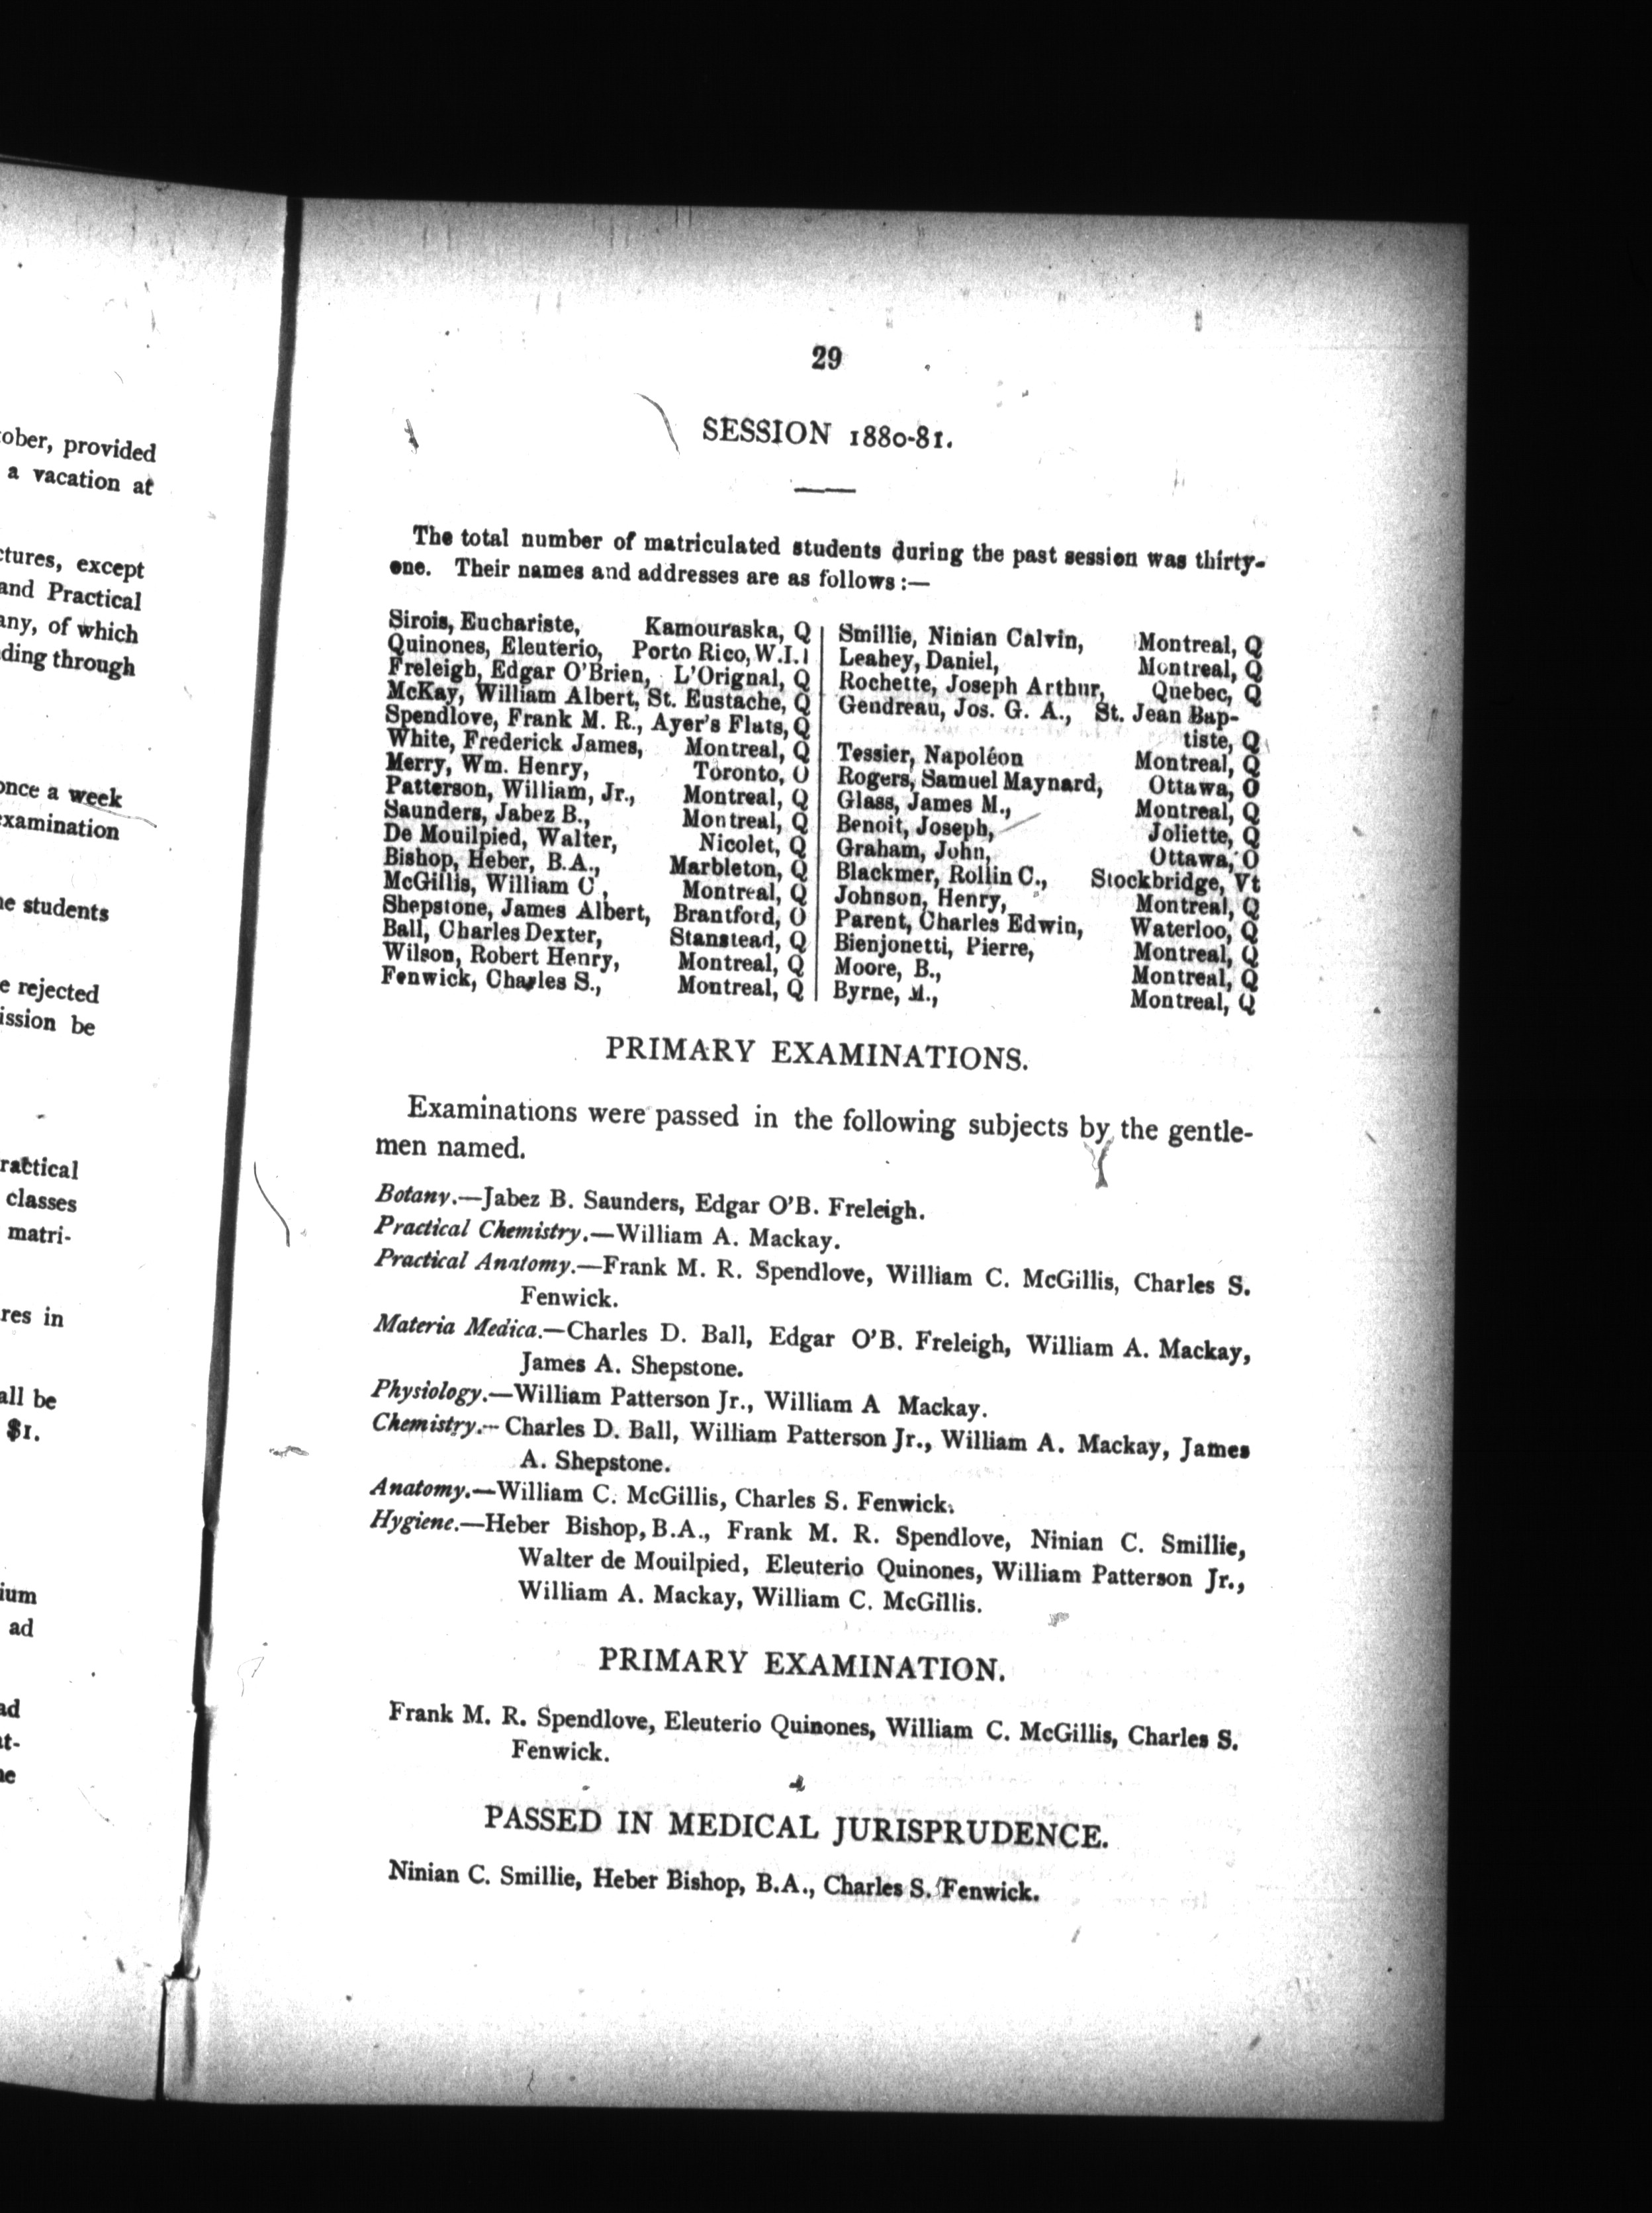 ober, provided
a vacation at
ctures, except
and Practical
any, of which
ding through
once a week
xamination
e students
e rejected
ission be
ractical
classes
matri-
res in
all be
$1.
ium
ad
ad
at-
ne
29
SESSION 1880-81.
The total number of matriculated students during the past session was thirty-
one. Their names and addresses are as follows:—
Sirois, Euchariste, Kamouraska, Q
Quinones, Eleuterio, Porto Rico, W.I.
Freleigh, Edgar O'Brien, L'Orignal, Q
McKay, William Albert, St. Eustache, Q
Spendlove, Frank M. R., Ayer's Flats, Q
White, Frederick James, Montreal, Q
Merry, Wm. Henry, Toronto, O
Patterson, William, Jr., Montreal, Q
Saunders, Jabez B., Montreal, Q
De Mouilpied, Walter, Nicolet, Q
Bishop, Heber, B.A., Marbleton, Q
McGillis, William C., Montreal, Q
Shepstone, James Albert, Brantford, O
Ball, Charles Dexter, Stanstead, Q
Wilson, Robert Henry, Montreal, Q
Fenwick, Charles S., Montreal, Q
Smillie, Ninian Calvin, Montreal, Q
Leahey, Daniel, Montreal, Q
Rochette, Joseph Arthur, Quebec, Q
Gendreau, Jos. G. A., St. Jean Bap-
tiste, Q
Tessier, Napoléon Montreal, Q
Rogers, Samuel Maynard, Ottawa, O
Glass, James M., Montreal, Q
Benoit, Joseph, Joliette, Q
Graham, John, Ottawa, O
Blackmer, Rollin C., Stockbridge, Vt
Johnson, Henry, Montreal, Q
Parent, Charles Edwin, Waterloo, Q
Bienjonetti, Pierre, Montreal, Q
Moore, B., Montreal, Q
Byrne, M., Montreal, Q
PRIMARY EXAMINATIONS.
Examinations were passed in the following subjects by the gentle-
men named.
Botany.—Jabez B. Saunders, Edgar O'B. Freleigh.
Practical Chemistry.—William A. Mackay.
Practical Anatomy.—Frank M. R. Spendlove, William C. McGillis, Charles S.
Fenwick.
Materia Medica.—Charles D. Ball, Edgar O'B. Freleigh, William A. Mackay,
James A. Shepstone.
Physiology.—William Patterson Jr., William A Mackay.
Chemistry.—Charles D. Ball, William Patterson Jr., William A. Mackay, James
A. Shepstone.
Anatomy.—William C. McGillis, Charles S. Fenwick.
Hygiene.—Heber Bishop, B.A., Frank M. R. Spendlove, Ninian C. Smillie,
Walter de Mouilpied, Eleuterio Quinones, William Patterson Jr.,
William A. Mackay, William C. McGillis.
PRIMARY EXAMINATION.
Frank M. R. Spendlove, Eleuterio Quinones, William C. McGillis, Charles S.
Fenwick.
PASSED IN MEDICAL JURISPRUDENCE.
Ninian C. Smillie, Heber Bishop, B.A., Charles S. Fenwick.